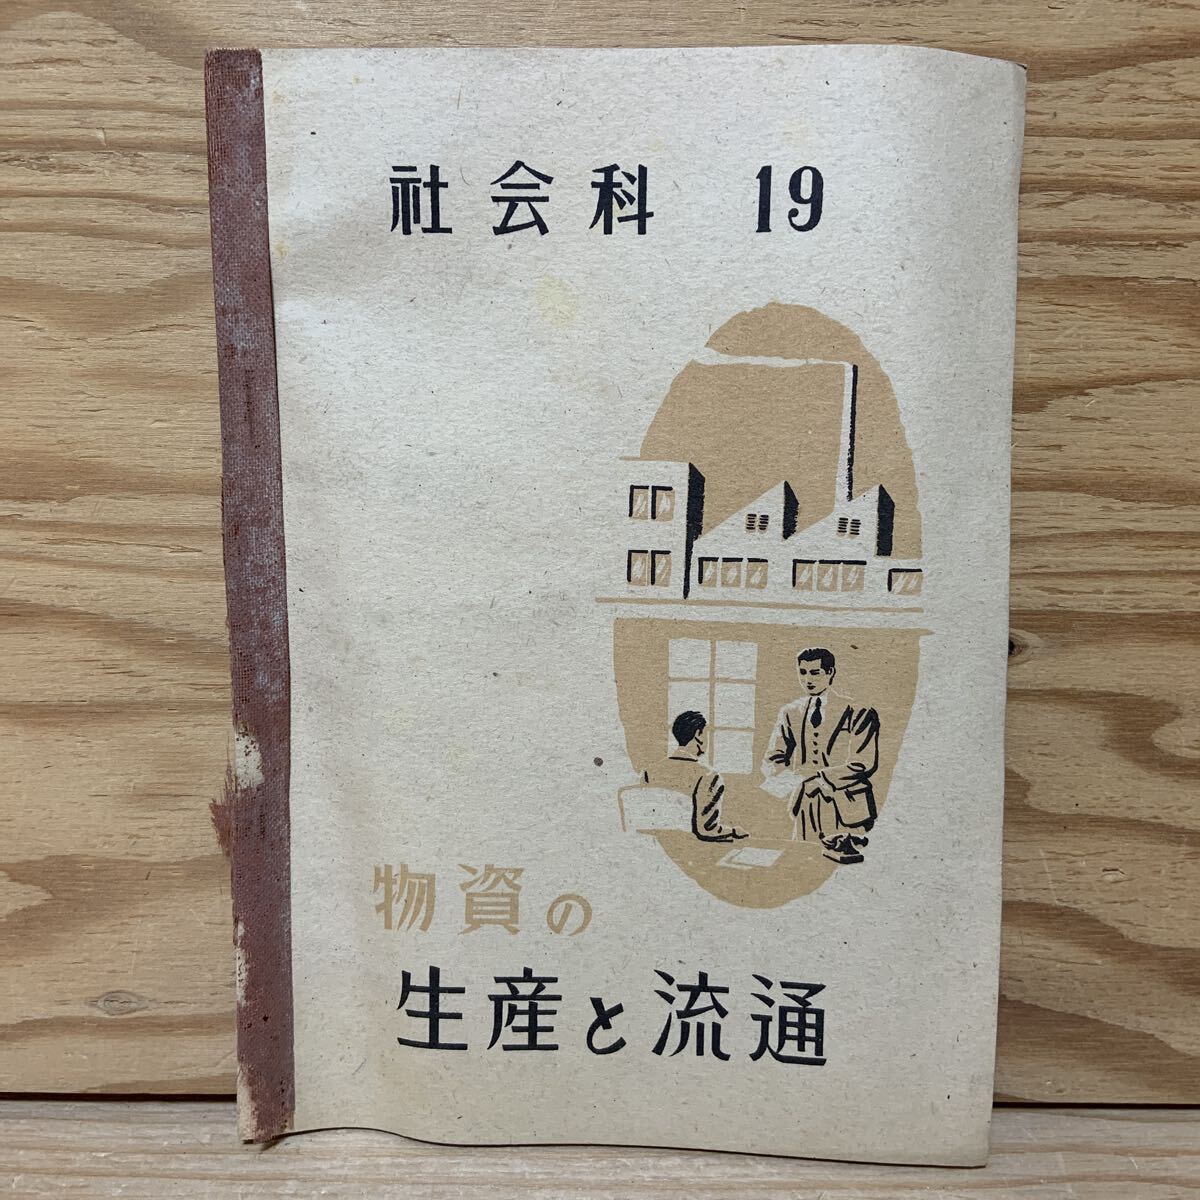 社会科 19
物資の
生産と流通